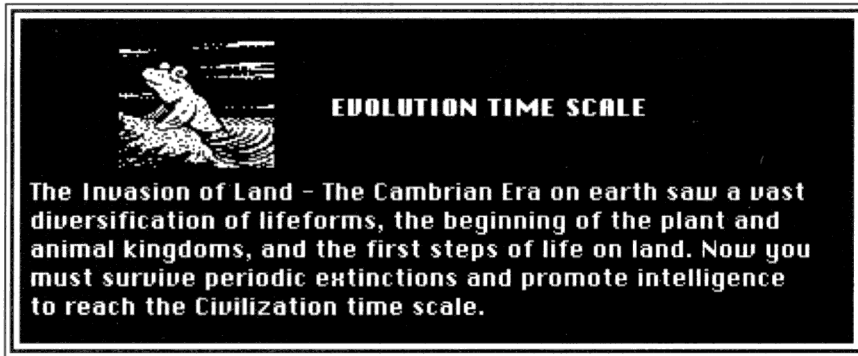 EVOLUTION TIME SCALE
The Invasion of Land – The Cambrian Era on earth saw a vast
diversification of lifeforms, the beginning of the plant and
animal kingdoms, and the first steps of life on land. Now you
must survive periodic extinctions and promote intelligence
to reach the Civilization time scale.